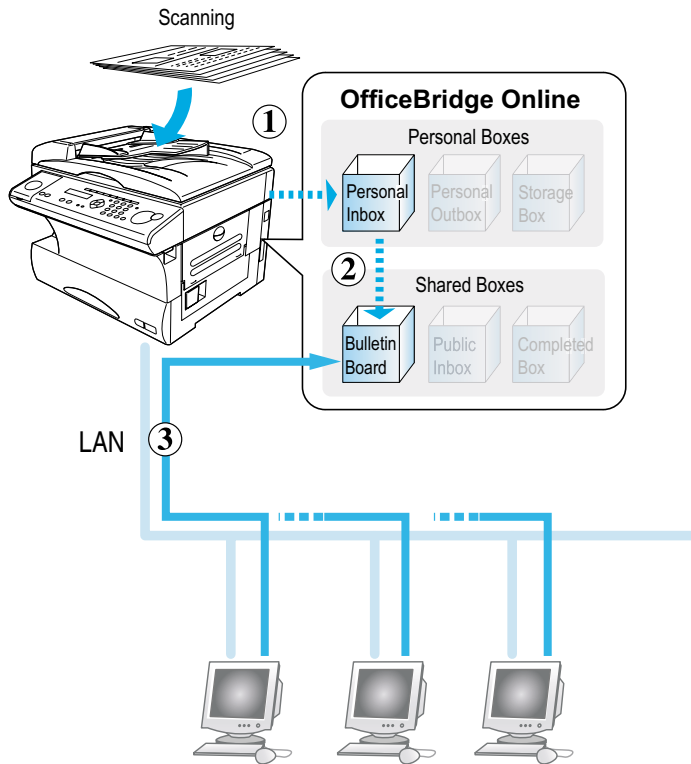 Scanning
①
OfficeBridge Online
Personal Boxes
Personal
Inbox
Personal
Outbox
Storage
Box
②
Shared Boxes
Bulletin
Board
Public
Inbox
Completed
Box
LAN
③